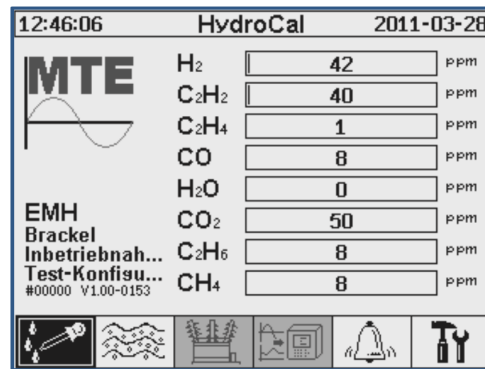 12:46:06 HydroCal 2011-03-28
MTE
H₂ 42 ppm
C₂H₂ 40 ppm
C₂H₄ 1 ppm
CO 8 ppm
H₂O 0 ppm
EMH
CO₂ 50 ppm
Brackel
Inbetriebnah... C₂H₆ 8 ppm
Test-Konfigu...
#00000 V1.00-0153
CH₄ 8 ppm